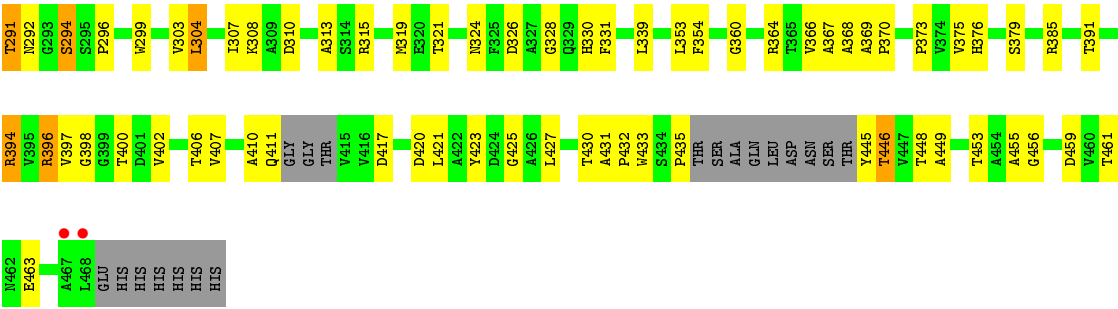 T291 N292 G293 S294 S295 P296 W299 V303 L304 I307 K308 A309 D310 A313 S314 R315 M319 E320 T321 N324 F325 D326 A327 G328 Q329 H330 F331 L339 L353 F354 G360 R364 T365 V366 A367 A368 A369 P370 P373 V374 V375 H376 S379 R385 T391
R394 V395 R396 V397 G398 G399 T400 D401 V402 T406 V407 A410 Q411 GLY GLY THR V415 V416 D417 D420 L421 A422 Y423 D424 G425 A426 L427 T430 A431 P432 W433 S434 P435 THR SER ALA GLN LEU ASP ASN SER THR Y445 T446 V447 T448 A449 T453 A454 A455 G456 D459 V460 T461
N462 E463 A467 L468 GLU HIS HIS HIS HIS HIS HIS